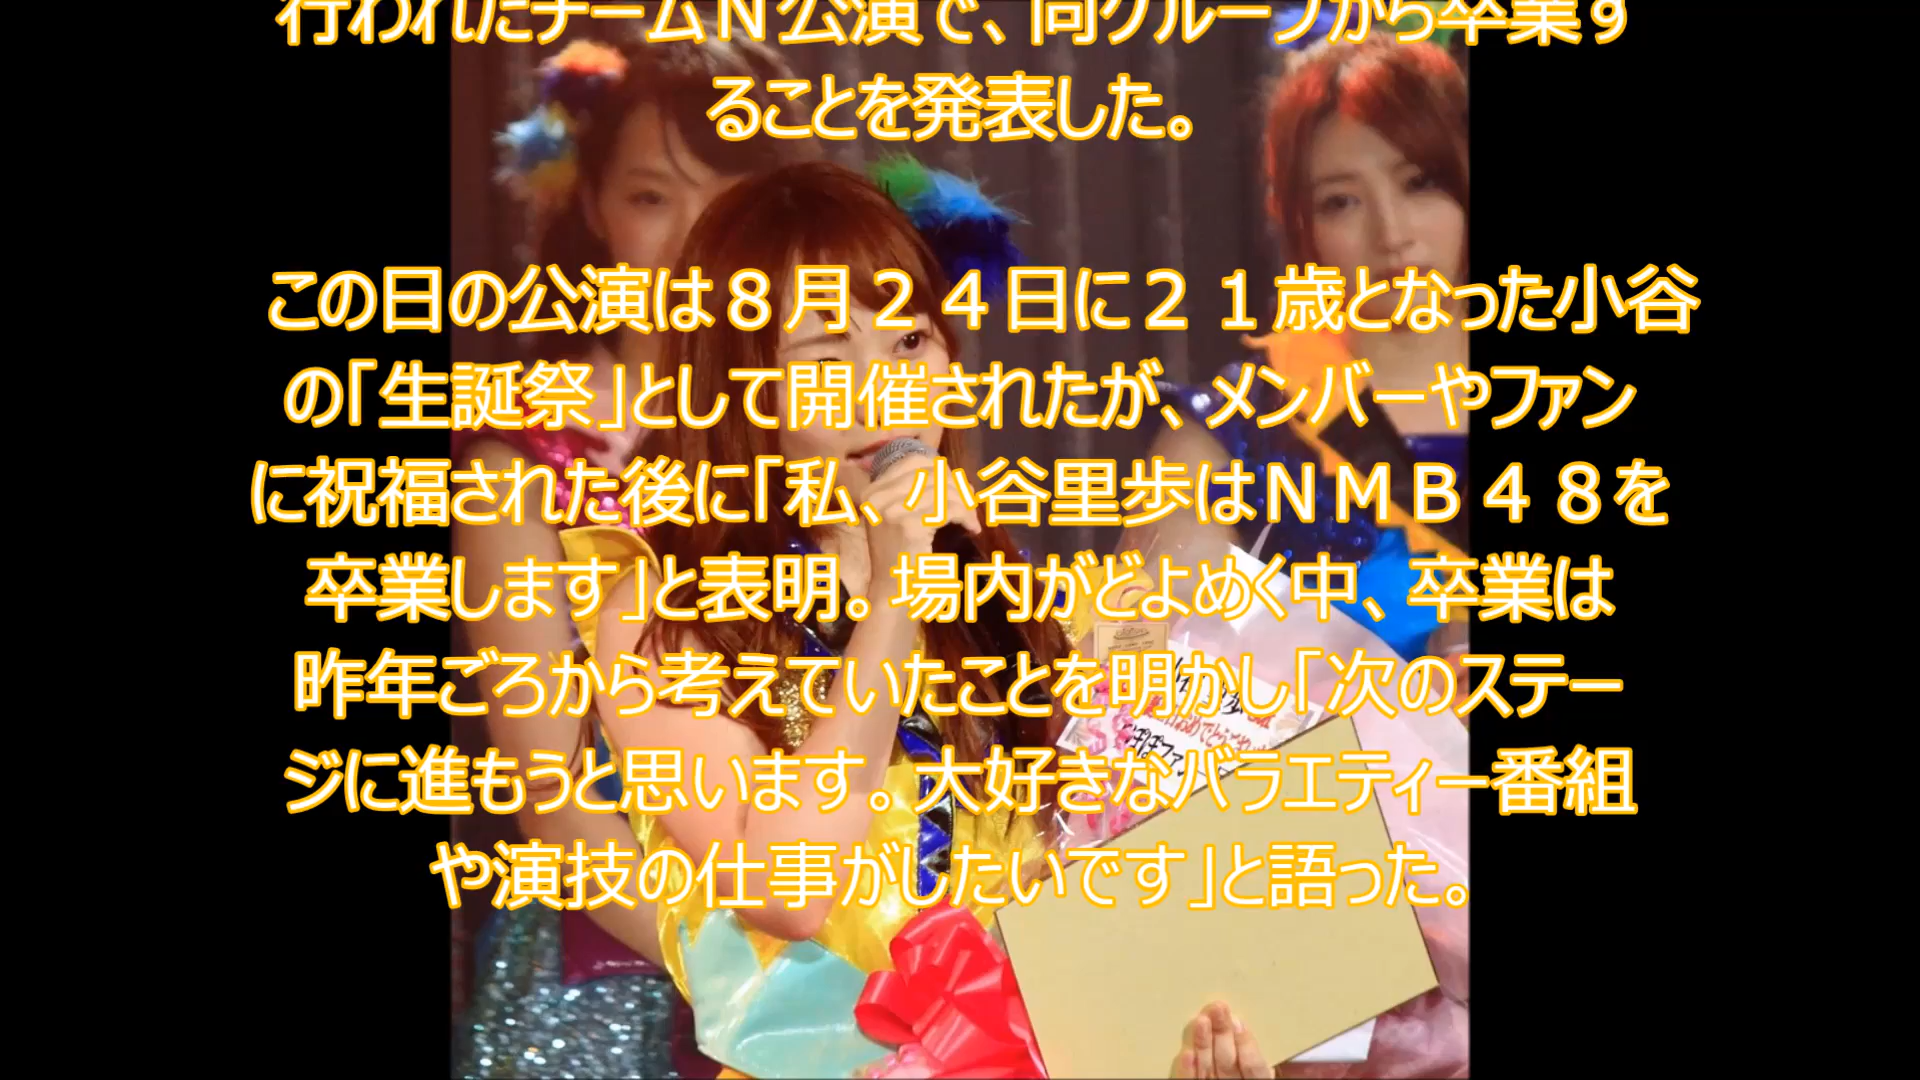 行われたチームＮ公演で、同グループから卒業す
ることを発表した。
この日の公演は８月２４日に２１歳となった小谷
の「生誕祭」として開催されたが、メンバーやファン
に祝福された後に「私、小谷里歩はＮＭＢ４８を
卒業します」と表明。場内がどよめく中、卒業は
昨年ごろから考えていたことを明かし「次のステー
ジに進もうと思います。大好きなバラエティー番組
や演技の仕事がしたいです」と語った。